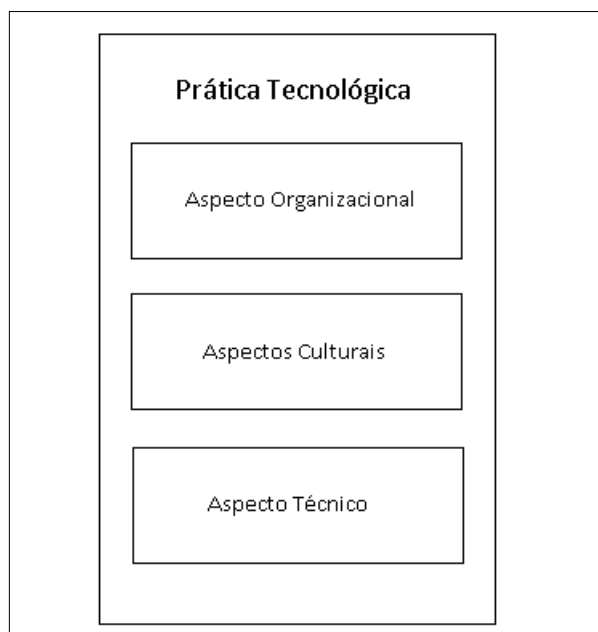 Prática Tecnológica
Aspecto Organizacional
Aspectos Culturais
Aspecto Técnico